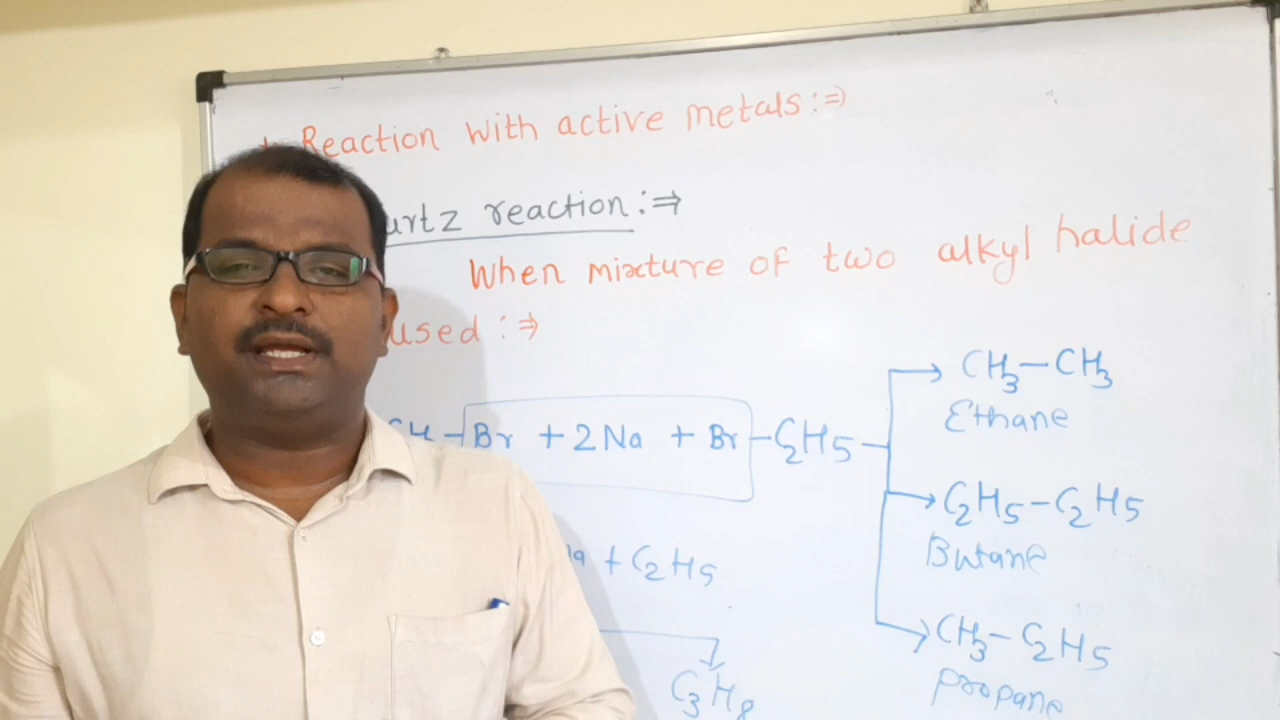 Reaction with active metals :⇒
urtz reaction :⇒
When mixture of two alkyl halide
used :⇒
CH₃—CH₃
Ethane
CH—Br + 2Na + Br—C₂H₅
C₂H₅—C₂H₅
Butane
+ C₂H₅
CH₃—C₂H₅
propane
C₃H₈